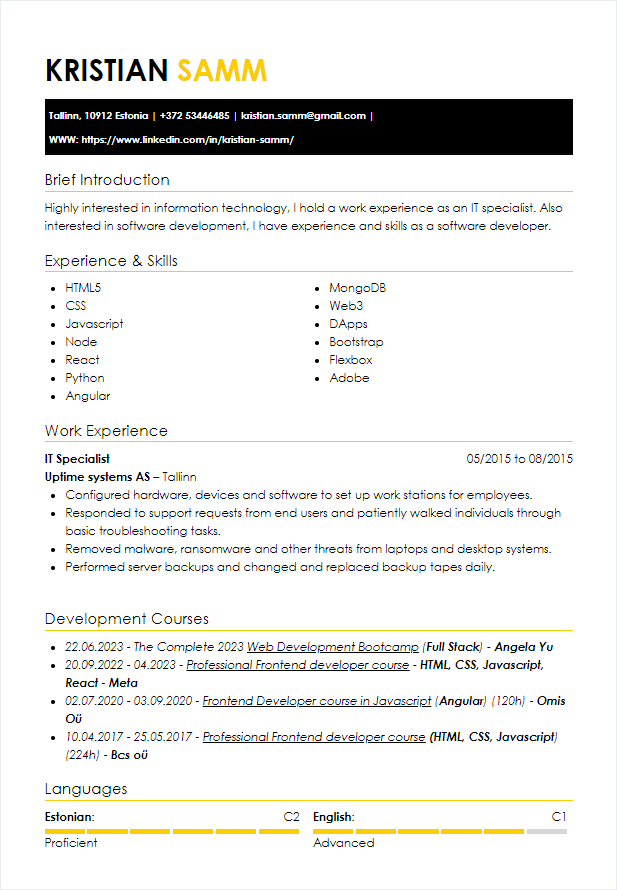 KRISTIAN SAMM
Tallinn, 10912 Estonia | +372 53446485 | kristian.samm@gmail.com |
WWW: https://www.linkedin.com/in/kristian-samm/
Brief Introduction
Highly interested in information technology, I hold a work experience as an IT specialist. Also
interested in software development, I have experience and skills as a software developer.
Experience & Skills
• HTML5
• CSS
• Javascript
• Node
• React
• Python
• Angular
• MongoDB
• Web3
• DApps
• Bootstrap
• Flexbox
• Adobe
Work Experience
IT Specialist 05/2015 to 08/2015
Uptime systems AS – Tallinn
• Configured hardware, devices and software to set up work stations for employees.
• Responded to support requests from end users and patiently walked individuals through
basic troubleshooting tasks.
• Removed malware, ransomware and other threats from laptops and desktop systems.
• Performed server backups and changed and replaced backup tapes daily.
Development Courses
• 22.06.2023 - The Complete 2023 Web Development Bootcamp (Full Stack) - Angela Yu
• 20.09.2022 - 04.2023 - Professional Frontend developer course - HTML, CSS, Javascript,
React - Meta
• 02.07.2020 - 03.09.2020 - Frontend Developer course in Javascript (Angular) (120h) - Omis
Oü
• 10.04.2017 - 25.05.2017 - Professional Frontend developer course (HTML, CSS, Javascript)
(224h) - Bcs oü
Languages
Estonian: C2 English: C1
Proficient Advanced